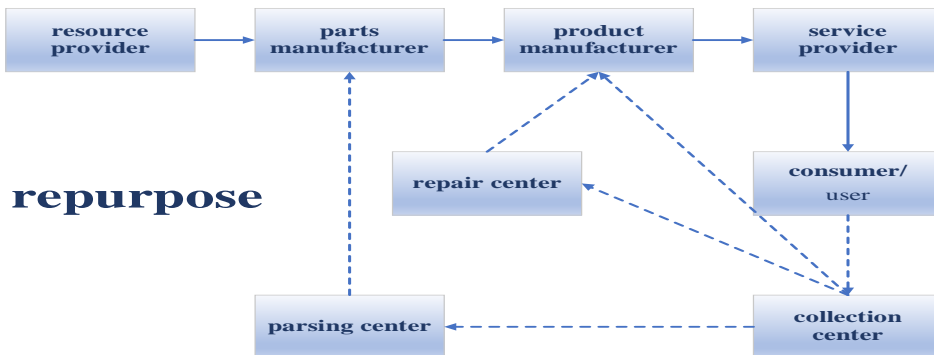 resource
provider
parts
manufacturer
product
manufacturer
service
provider
repair center
consumer/
user
repurpose
parsing center
collection
center